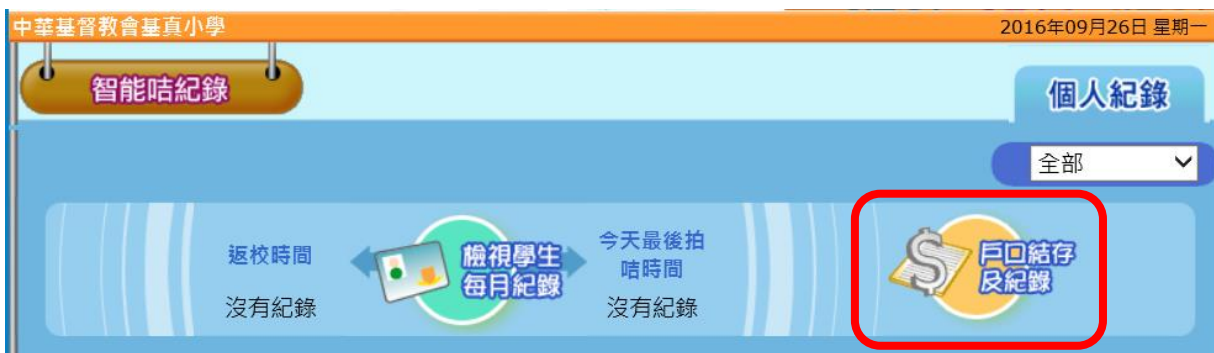 中華基督教會基真小學
2016年09月26日 星期一
智能咭紀錄
個人紀錄
全部
返校時間
沒有紀錄
檢視學生
每月紀錄
今天最後拍
咭時間
沒有紀錄
戶口結存
及紀錄